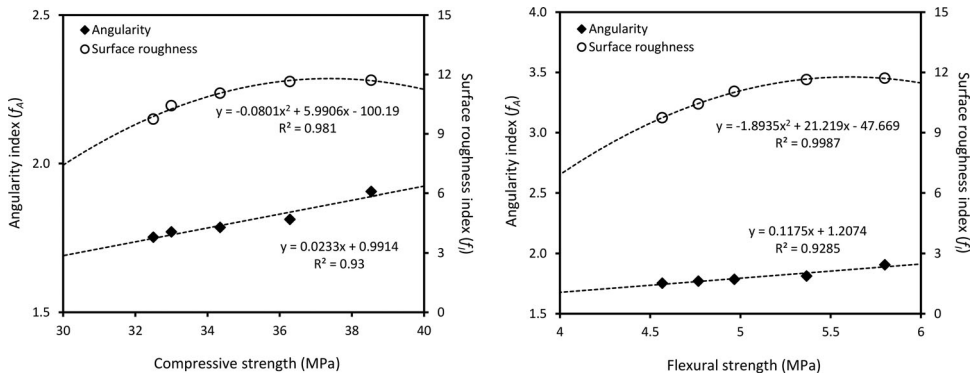 2.5
2.0
1.5
Angularity index (fA)
Angularity
Surface roughness
y = -0.0801x² + 5.9906x - 100.19
R² = 0.981
y = 0.0233x + 0.9914
R² = 0.93
15
12
9
6
3
0
Surface roughness index (fI)
30
32
34
36
38
40
Compressive strength (MPa)
4.0
3.5
3.0
2.5
2.0
1.5
Angularity index (fA)
Angularity
Surface roughness
y = -1.8935x² + 21.219x - 47.669
R² = 0.9987
y = 0.1175x + 1.2074
R² = 0.9285
15
12
9
6
3
0
Surface roughness index (fI)
4
4.5
5
5.5
6
Flexural strength (MPa)